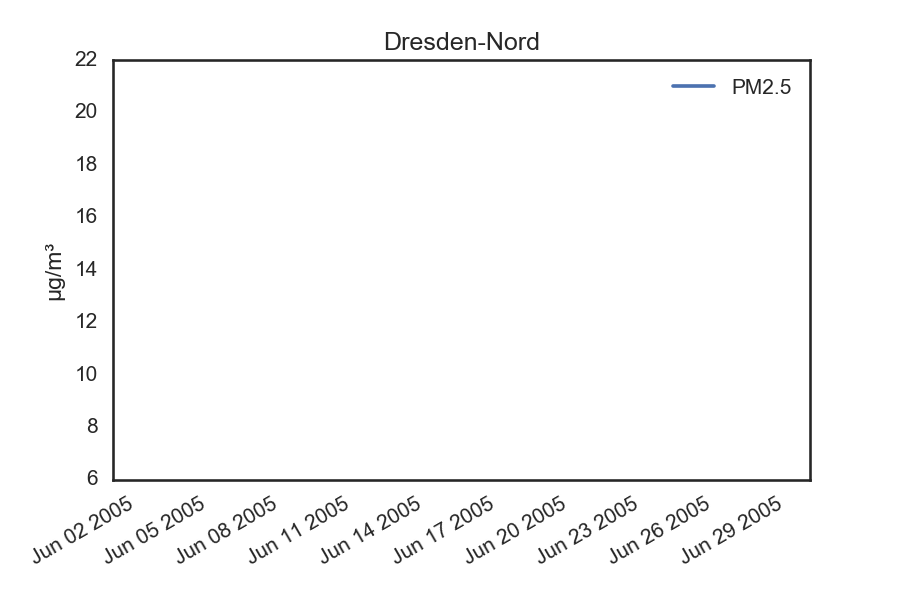 Dresden-Nord
PM2.5
µg/m³
22
20
18
16
14
12
10
8
6
Jun 02 2005
Jun 05 2005
Jun 08 2005
Jun 11 2005
Jun 14 2005
Jun 17 2005
Jun 20 2005
Jun 23 2005
Jun 26 2005
Jun 29 2005